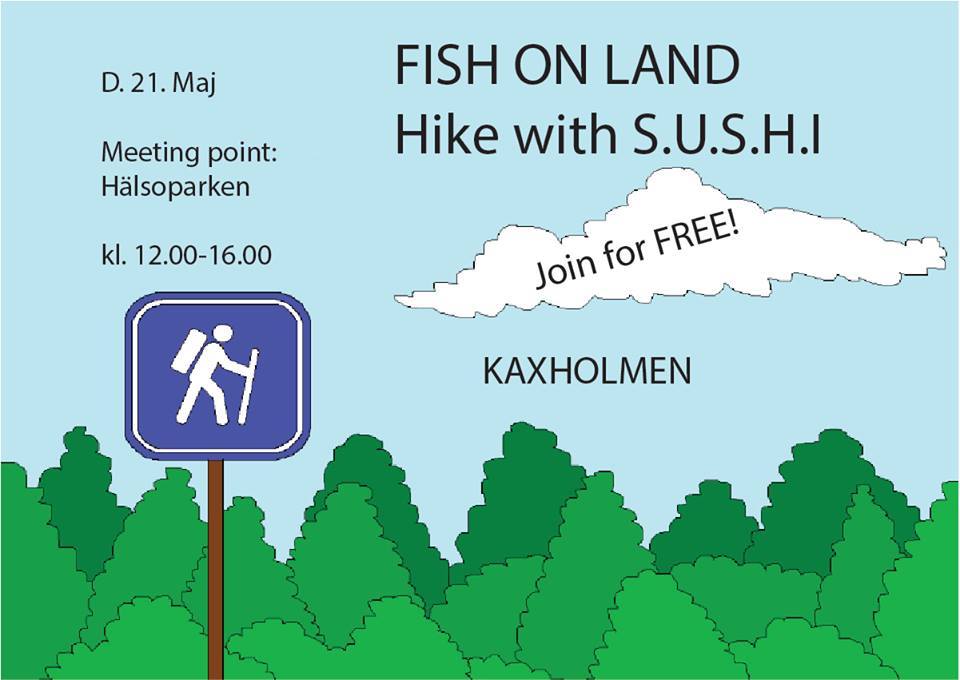 FISH ON LAND
Hike with S.U.S.H.I
D. 21. Maj
Meeting point:
Hälsoparken
kl. 12.00-16.00
Join for FREE!
KAXHOLMEN